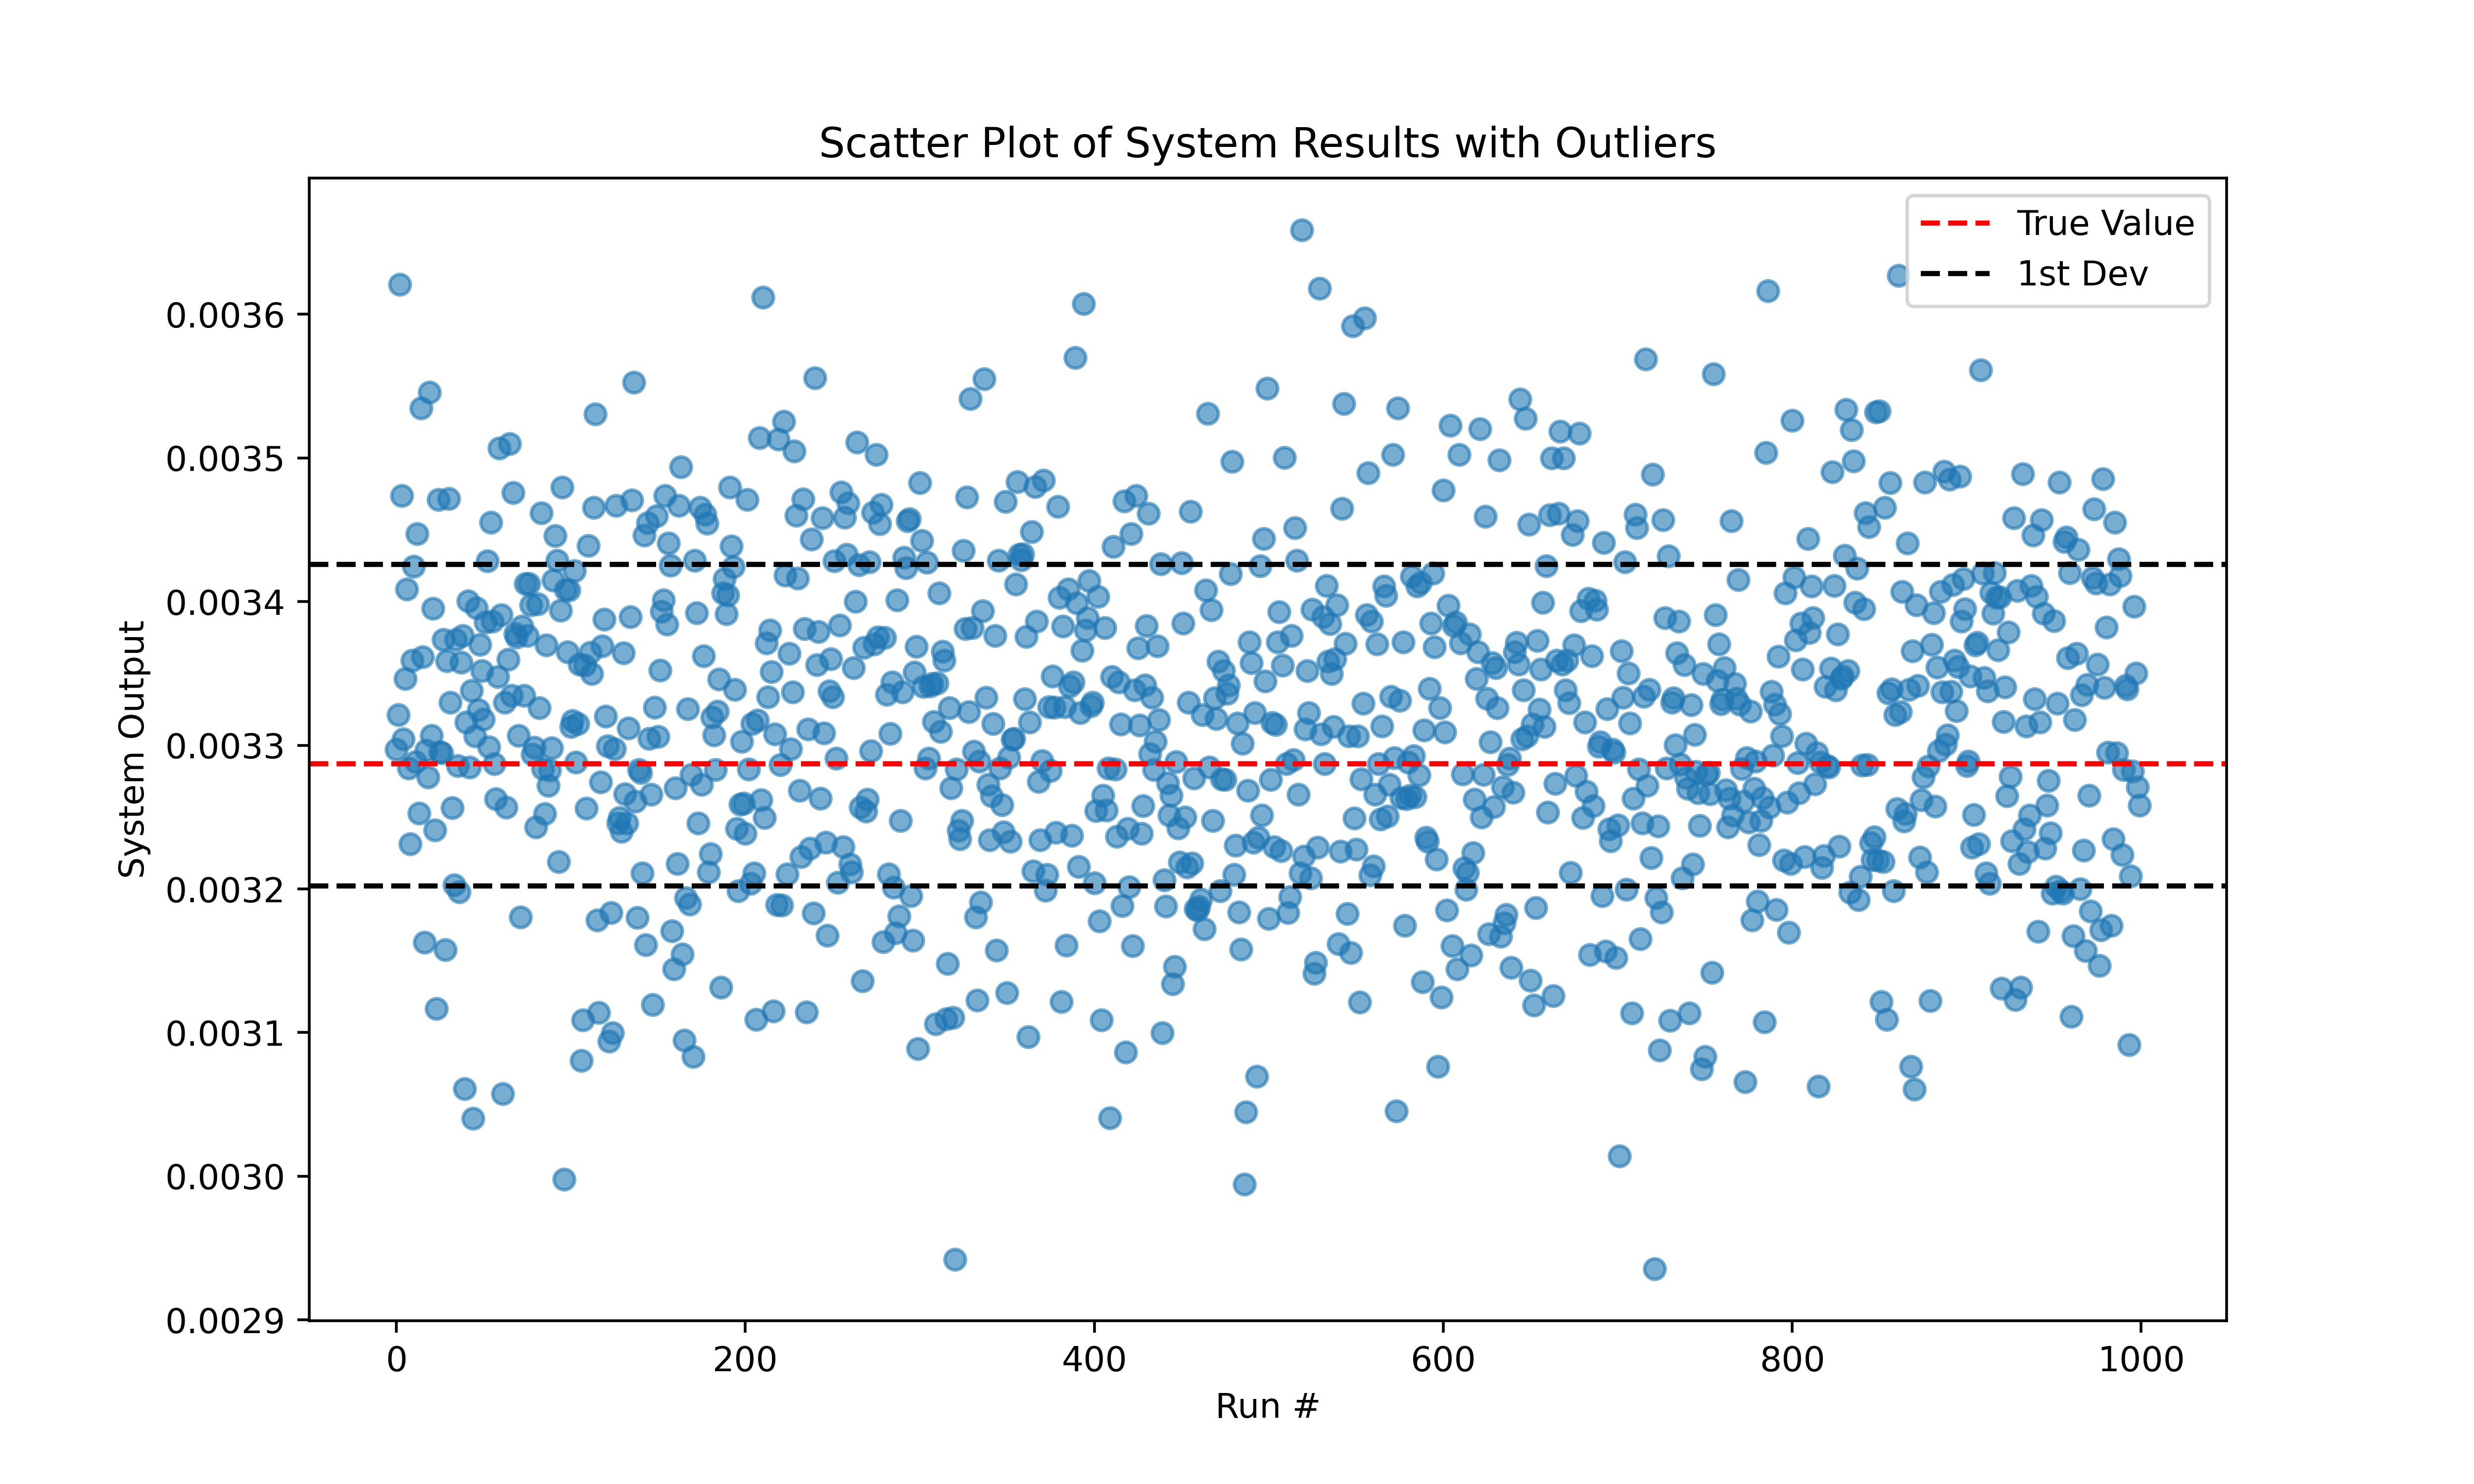 Scatter Plot of System Results with Outliers
True Value
1st Dev
System Output
0.0036
0.0035
0.0034
0.0033
0.0032
0.0031
0.0030
0.0029
0 200 400 600 800 1000
Run #